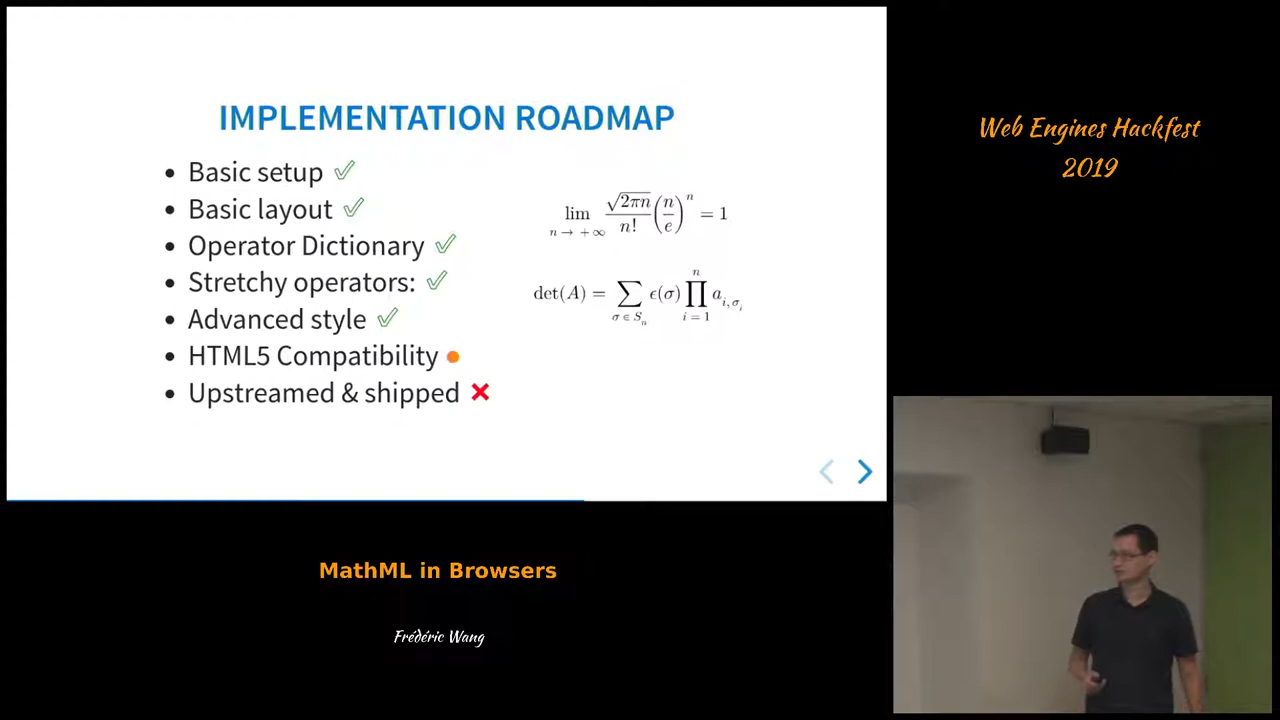 IMPLEMENTATION ROADMAP
• Basic setup ✓
• Basic layout ✓
• Operator Dictionary ✓
• Stretchy operators: ✓
• Advanced style ✓
• HTML5 Compatibility ●
• Upstreamed & shipped ✕
lim n→+∞ √(2πn)/n! (n/e)^n = 1
det(A) = ∑ σ∈S_n ϵ(σ) ∏ i=1 n a_i,σ_i
Web Engines Hackfest
2019
MathML in Browsers
Frédéric Wang